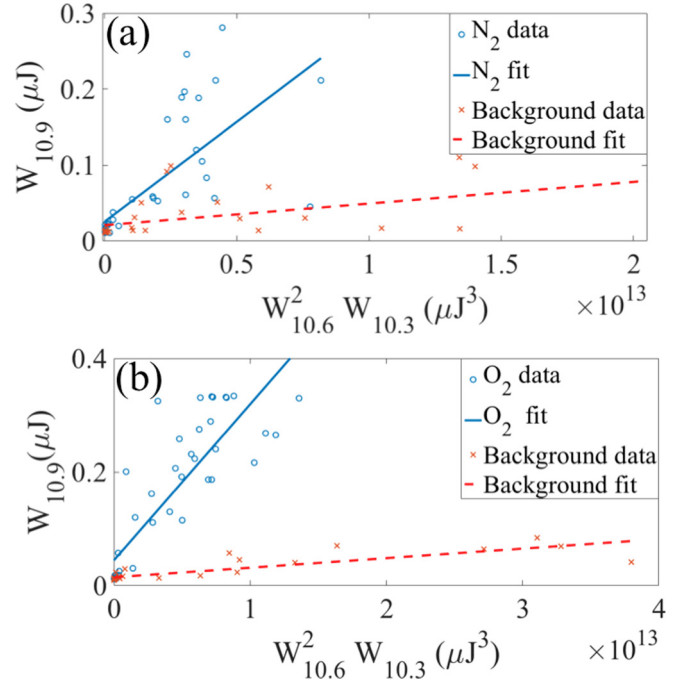 (a)
0.3
0.2
0.1
0
W10.9 (μJ)
N2 data
N2 fit
Background data
Background fit
0 0.5 1 1.5 2
W²10.6 W10.3 (μJ³) ×10¹³
(b)
0.4
0.2
0
W10.9(μJ)
O2 data
O2 fit
Background data
Background fit
0 1 2 3 4
W²10.6 W10.3 (μJ³) ×10¹³